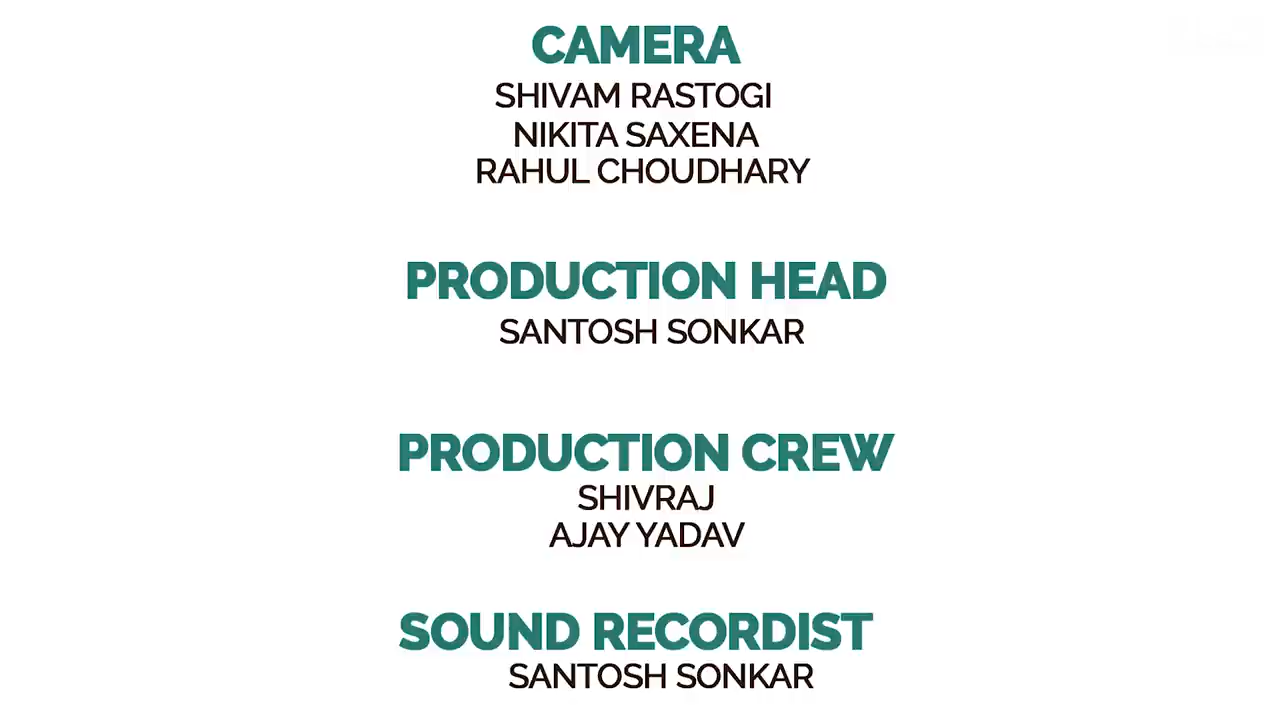 CAMERA
SHIVAM RASTOGI
NIKITA SAXENA
RAHUL CHOUDHARY
PRODUCTION HEAD
SANTOSH SONKAR
PRODUCTION CREW
SHIVRAJ
AJAY YADAV
SOUND RECORDIST
SANTOSH SONKAR